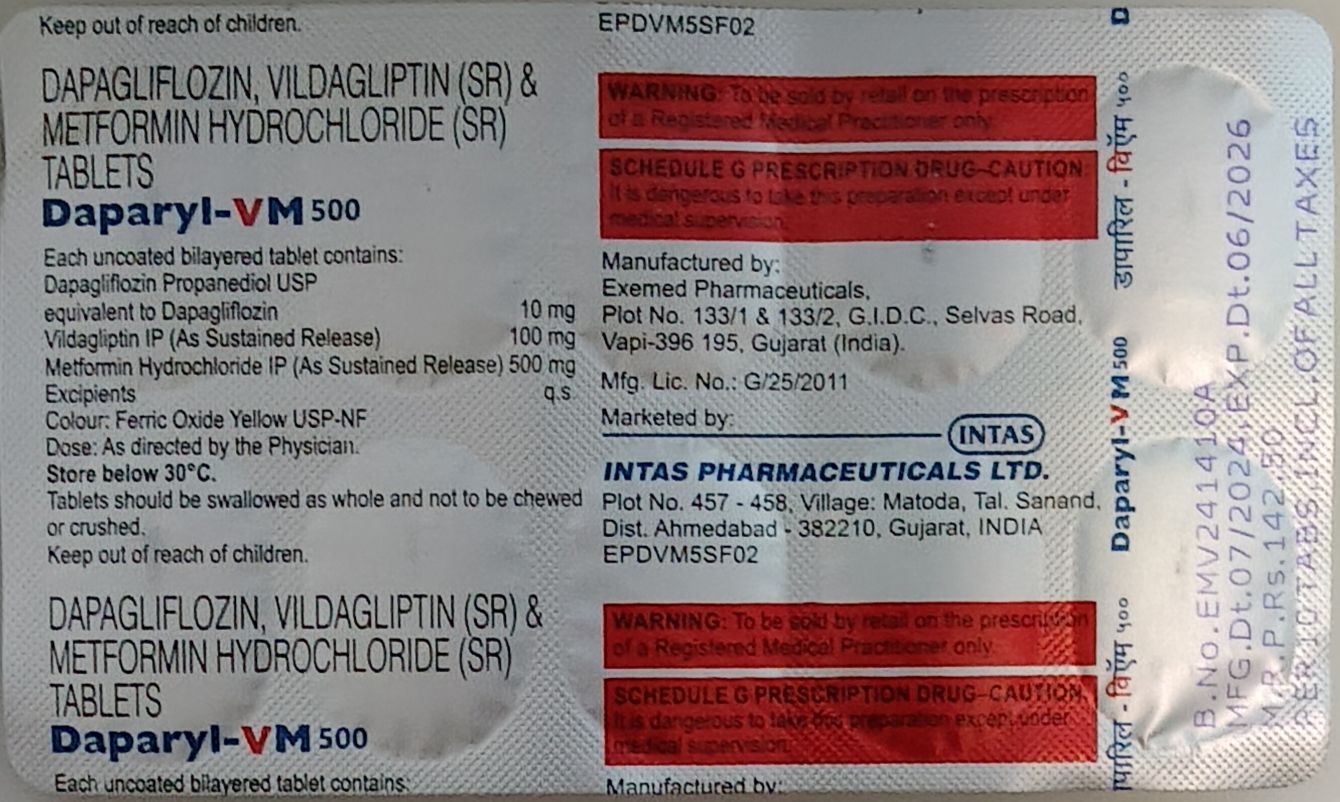 Keep out of reach of children.
DAPAGLIFLOZIN, VILDAGLIPTIN (SR) &
METFORMIN HYDROCHLORIDE (SR)
TABLETS
Daparyl-VM 500
Each uncoated bilayered tablet contains:
Dapagliflozin Propanediol USP
equivalent to Dapagliflozin 10 mg
Vildagliptin IP (As Sustained Release) 100 mg
Metformin Hydrochloride IP (As Sustained Release) 500 mg
Excipients q.s
Colour: Ferric Oxide Yellow USP-NF
Dose: As directed by the Physician.
Store below 30°C.
Tablets should be swallowed as whole and not to be chewed
or crushed.
Keep out of reach of children.
DAPAGLIFLOZIN, VILDAGLIPTIN (SR) &
METFORMIN HYDROCHLORIDE (SR)
TABLETS
Daparyl-VM 500
Each uncoated bilayered tablet contains:
EPDVM5SF02
WARNING: To be sold by retail on the prescription
of a Registered Medical Practitioner only.
SCHEDULE G PRESCRIPTION DRUG-CAUTION:
It is dangerous to take this preparation except under
medical supervision.
Manufactured by:
Exemed Pharmaceuticals,
Plot No. 133/1 & 133/2, G.I.D.C., Selvas Road,
Vapi-396 195, Gujarat (India).
Mfg. Lic. No.: G/25/2011
Marketed by:
INTAS
INTAS PHARMACEUTICALS LTD.
Plot No. 457 - 458, Village: Matoda, Tal. Sanand,
Dist. Ahmedabad - 382210, Gujarat, INDIA
EPDVM5SF02
WARNING: To be sold by retail on the prescription
of a Registered Medical Practitioner only.
SCHEDULE G PRESCRIPTION DRUG-CAUTION:
It is dangerous to take this preparation except under
medical supervision.
Manufactured by:
पारिल - विएॅम ५०० Daparyl-VM 500 डापारिल - विएॅम ५०० D
B.No.EMV241410A
MFG.Dt.07/2024,EXP.Dt.06/2026
M.R.P.Rs.142.50
PER 10 TABS,INCL.OF ALL TAXES